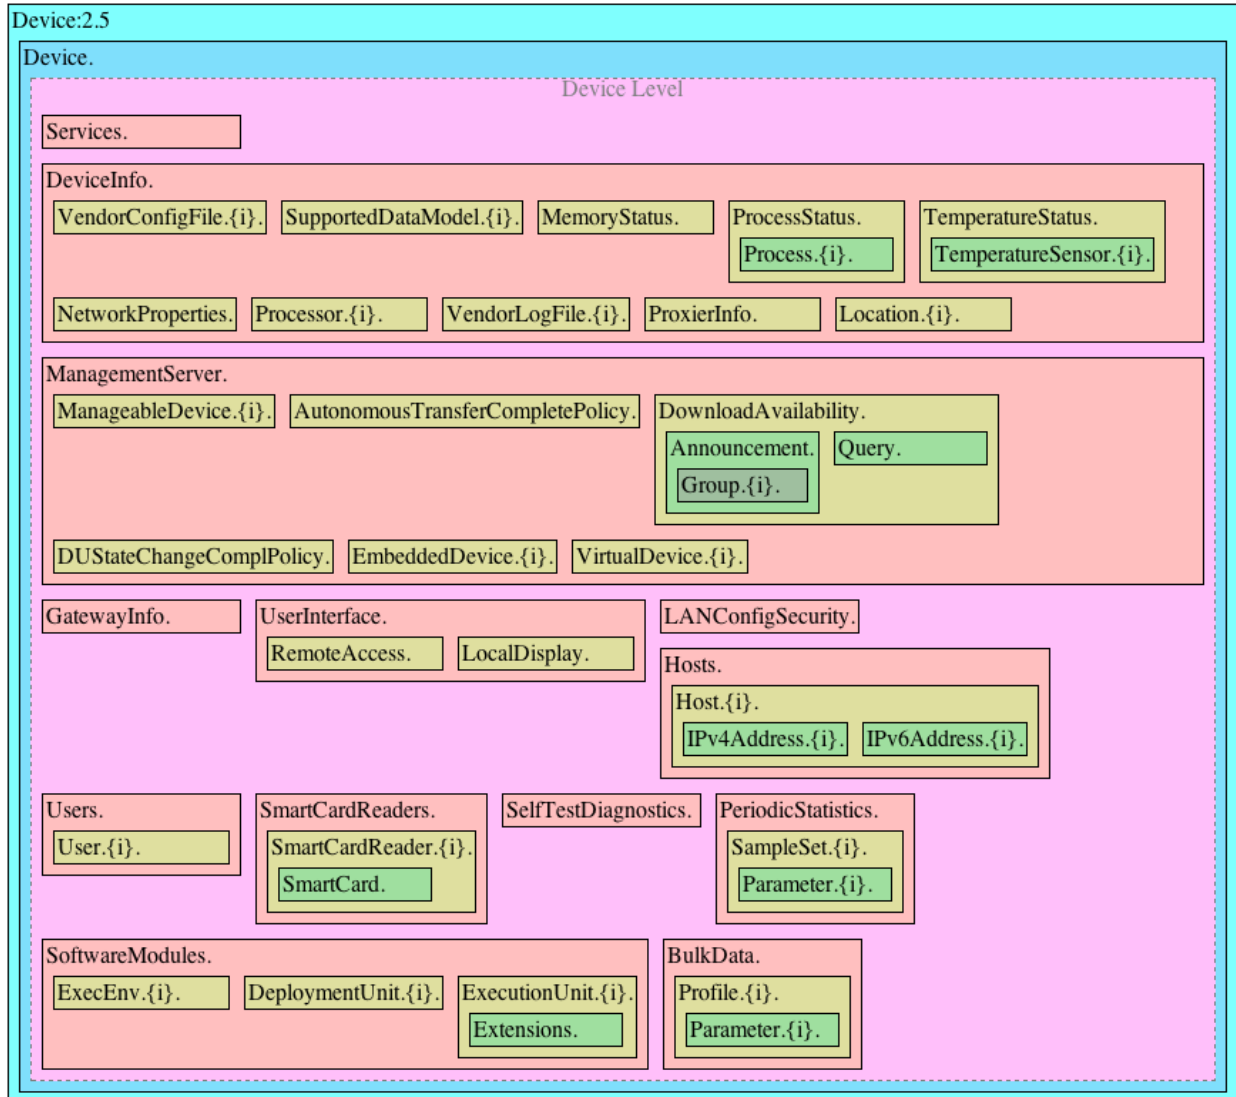 Device:2.5
Device.
Device Level
Services.
DeviceInfo.
VendorConfigFile.{i}. SupportedDataModel.{i}. MemoryStatus. ProcessStatus. TemperatureStatus.
Process.{i}. TemperatureSensor.{i}.
NetworkProperties. Processor.{i}. VendorLogFile.{i}. ProxierInfo. Location.{i}.
ManagementServer.
ManageableDevice.{i}. AutonomousTransferCompletePolicy. DownloadAvailability.
Announcement. Query.
Group.{i}.
DUStateChangeComplPolicy. EmbeddedDevice.{i}. VirtualDevice.{i}.
GatewayInfo. UserInterface. LANConfigSecurity.
RemoteAccess. LocalDisplay.
Hosts.
Host.{i}.
IPv4Address.{i}. IPv6Address.{i}.
Users. SmartCardReaders. SelfTestDiagnostics. PeriodicStatistics.
User.{i}. SmartCardReader.{i}. SampleSet.{i}.
SmartCard. Parameter.{i}.
SoftwareModules. BulkData.
ExecEnv.{i}. DeploymentUnit.{i}. ExecutionUnit.{i}. Profile.{i}.
Extensions. Parameter.{i}.